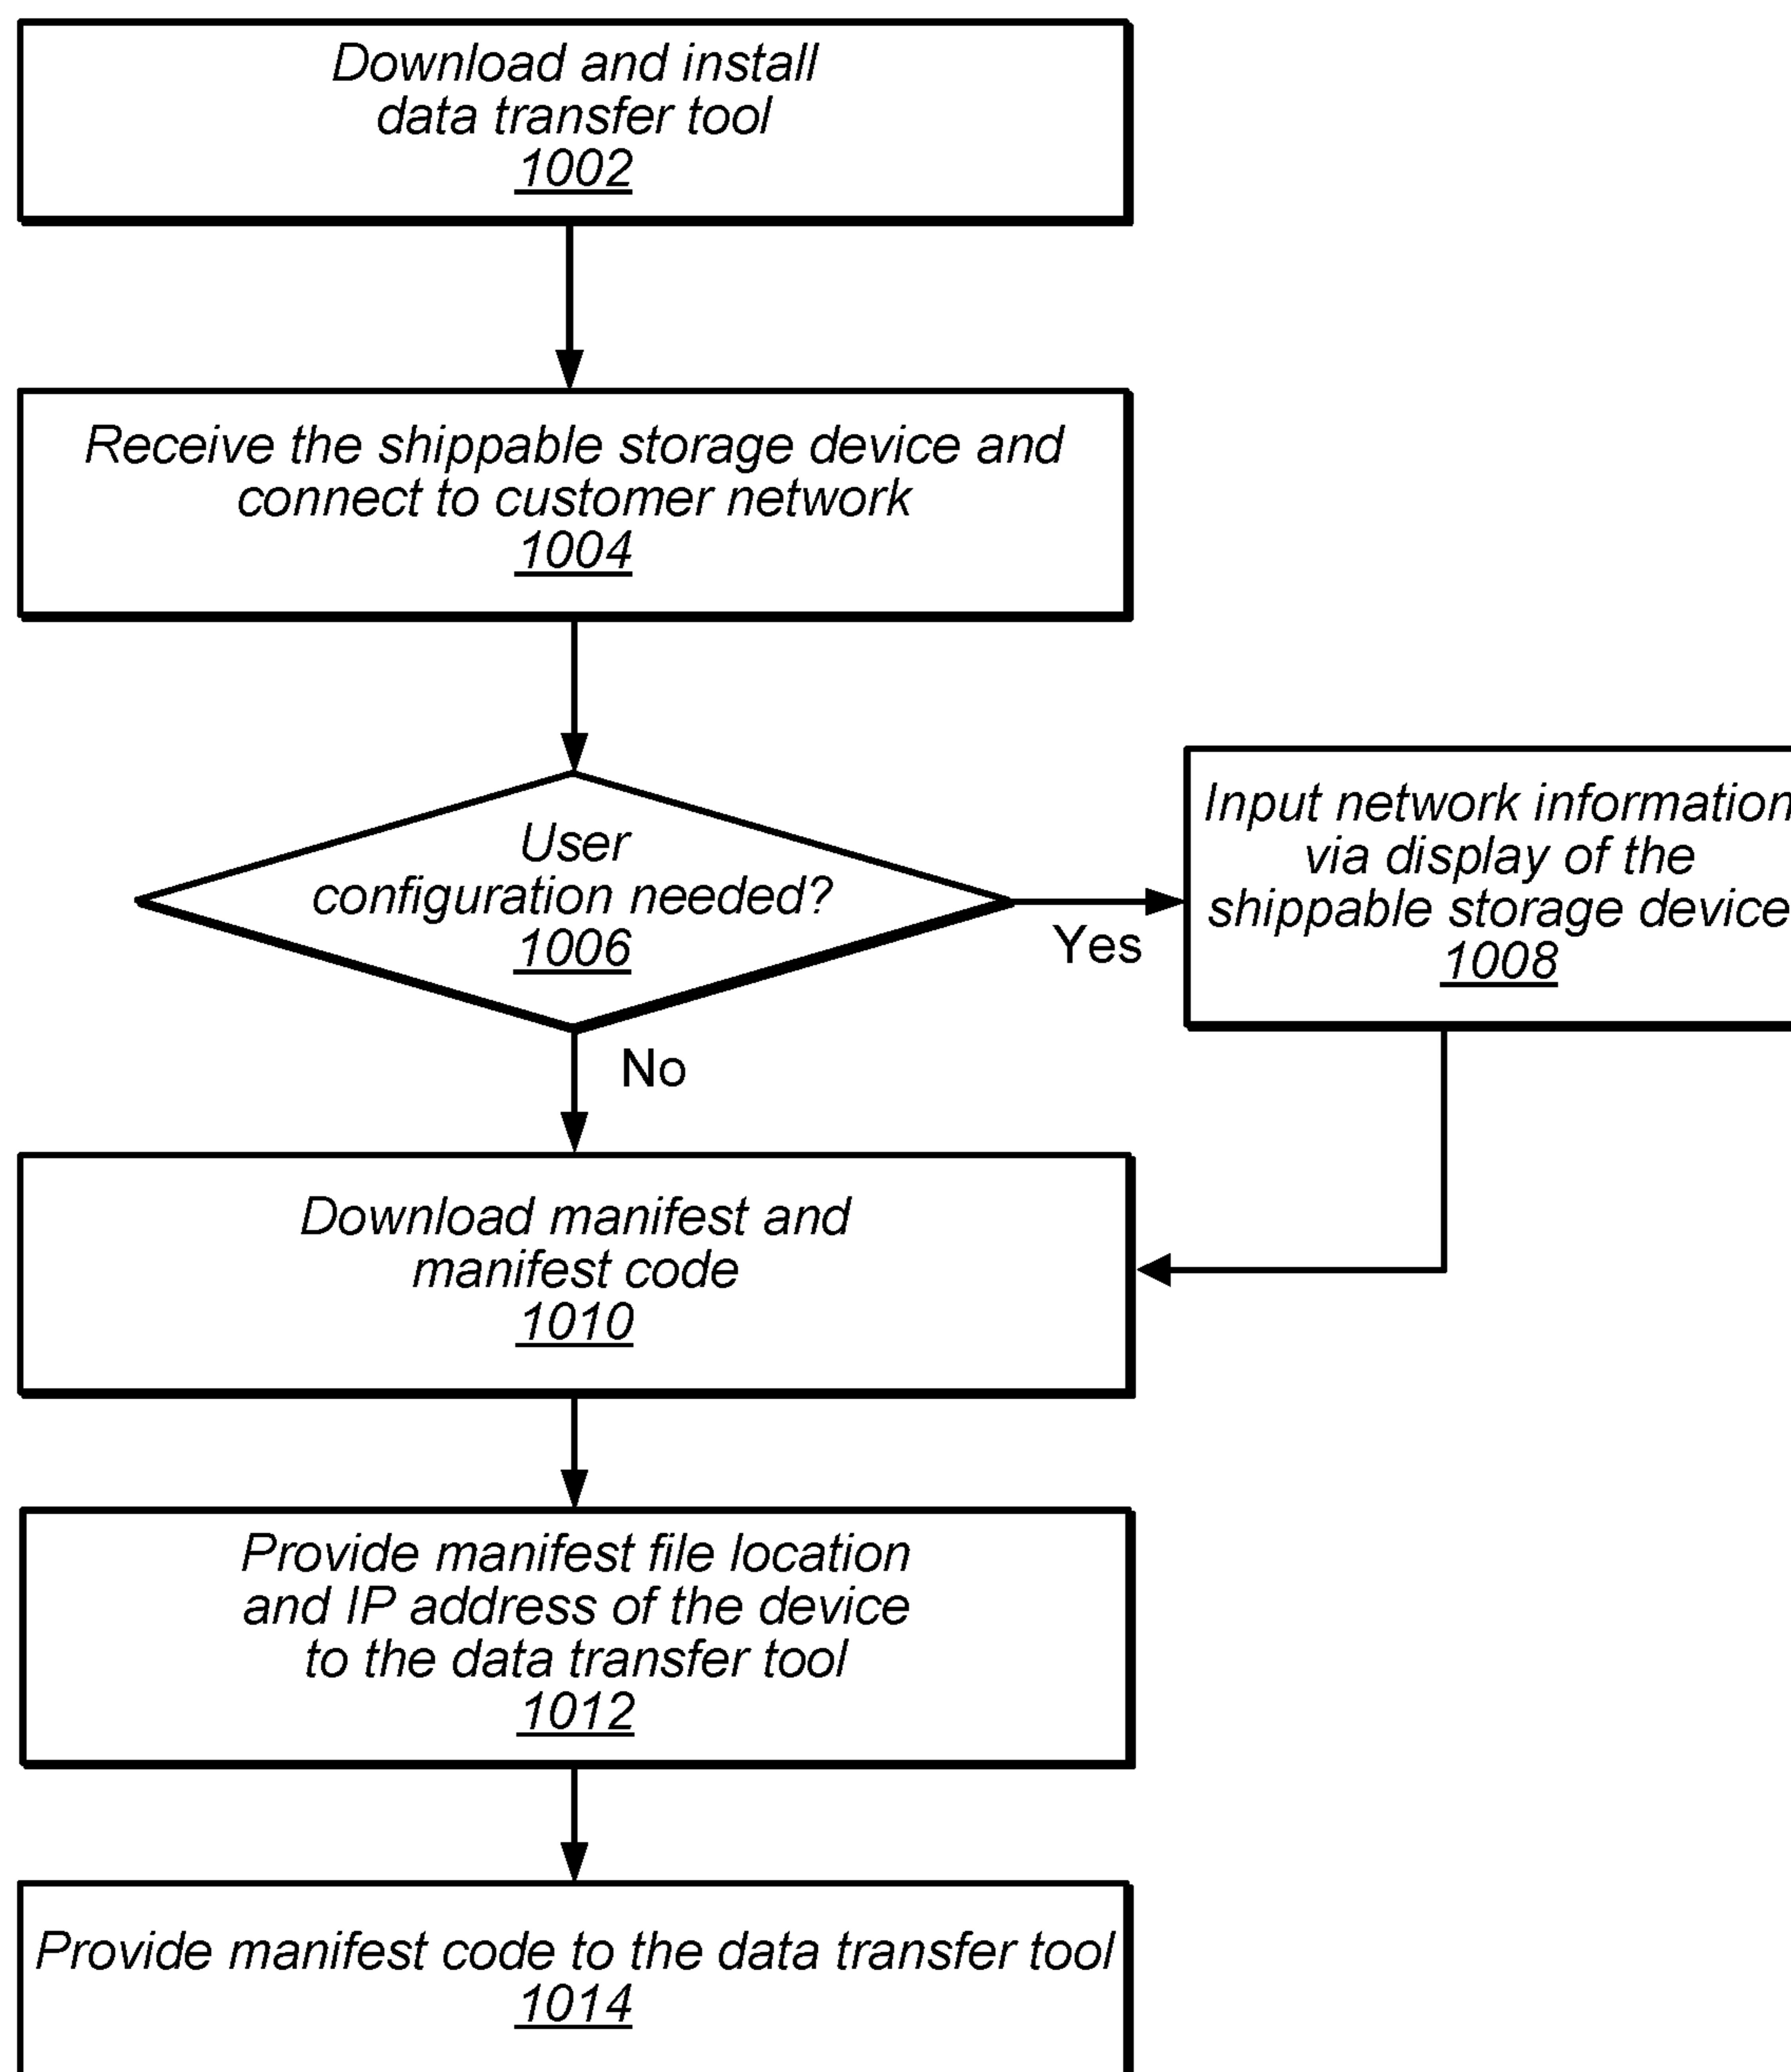 Download and install
data transfer tool
1002
Receive the shippable storage device and
connect to customer network
1004
User
configuration needed?
1006
Yes
Input network information
via display of the
shippable storage device
1008
No
Download manifest and
manifest code
1010
Provide manifest file location
and IP address of the device
to the data transfer tool
1012
Provide manifest code to the data transfer tool
1014